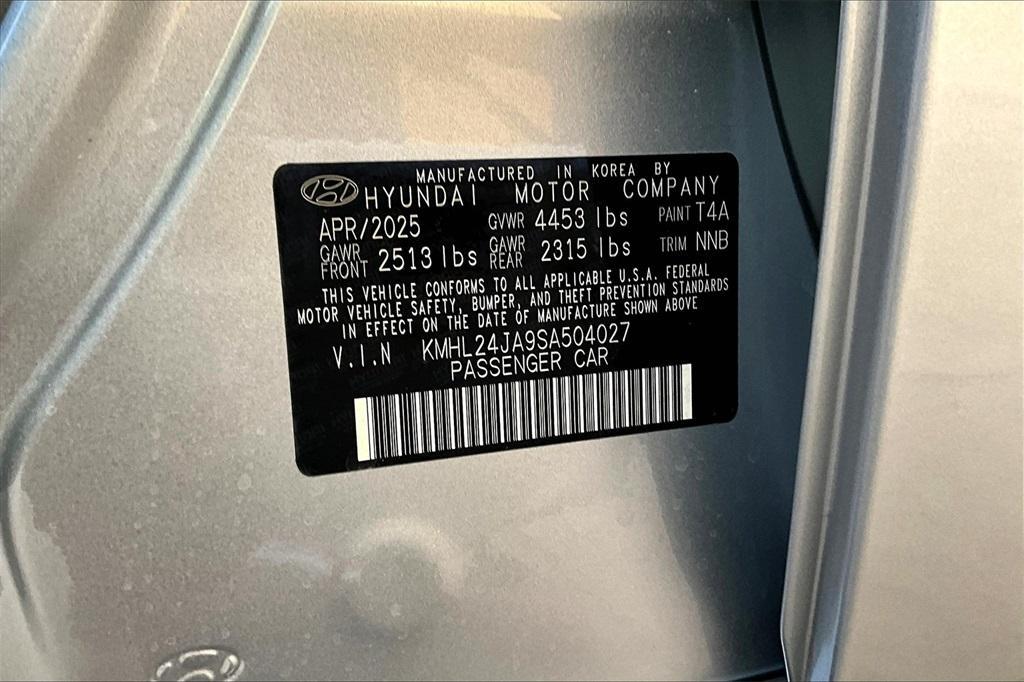 MANUFACTURED IN KOREA BY
HYUNDAI MOTOR COMPANY
APR/2025 GVWR 4453 lbs PAINT T4A
GAWR FRONT 2513 lbs GAWR REAR 2315 lbs TRIM NNB
THIS VEHICLE CONFORMS TO ALL APPLICABLE U.S.A. FEDERAL
MOTOR VEHICLE SAFETY, BUMPER, AND THEFT PREVENTION STANDARDS
IN EFFECT ON THE DATE OF MANUFACTURE SHOWN ABOVE
V.I.N KMHL24JA9SA504027
PASSENGER CAR